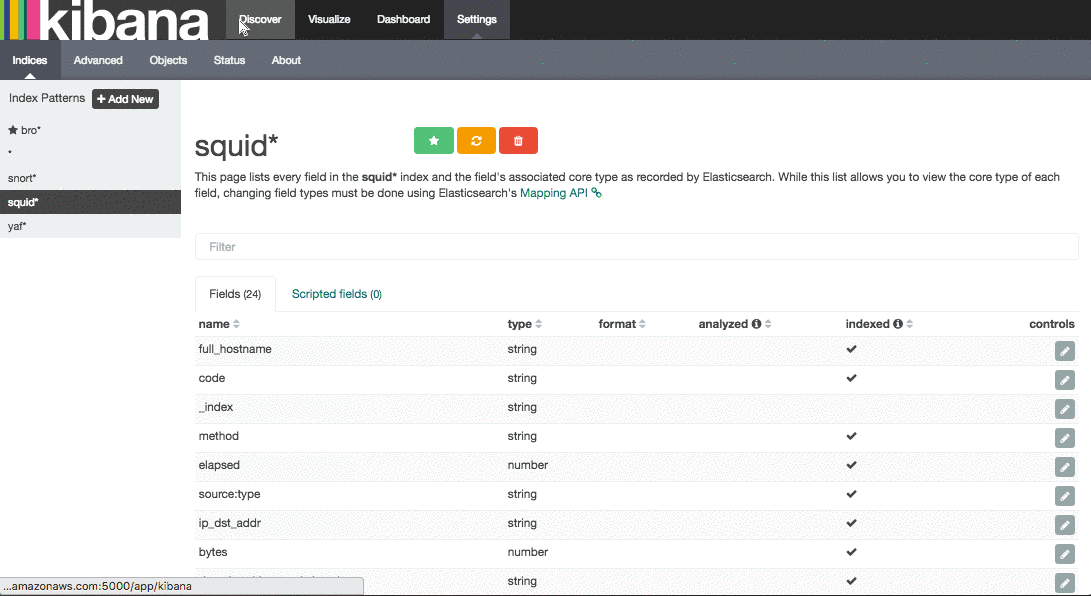 kibana Discover Visualize Dashboard Settings
Indices Advanced Objects Status About
Index Patterns + Add New
bro*
*
snort*
squid*
yaf*
squid*
This page lists every field in the squid* index and the field's associated core type as recorded by Elasticsearch. While this list allows you to view the core type of each
field, changing field types must be done using Elasticsearch's Mapping API
Filter
Fields (24) Scripted fields (0)
name type format analyzed indexed controls
full_hostname string
code string
_index string
method string
elapsed number
source:type string
ip_dst_addr string
bytes number
string
...amazonaws.com:5000/app/kibana